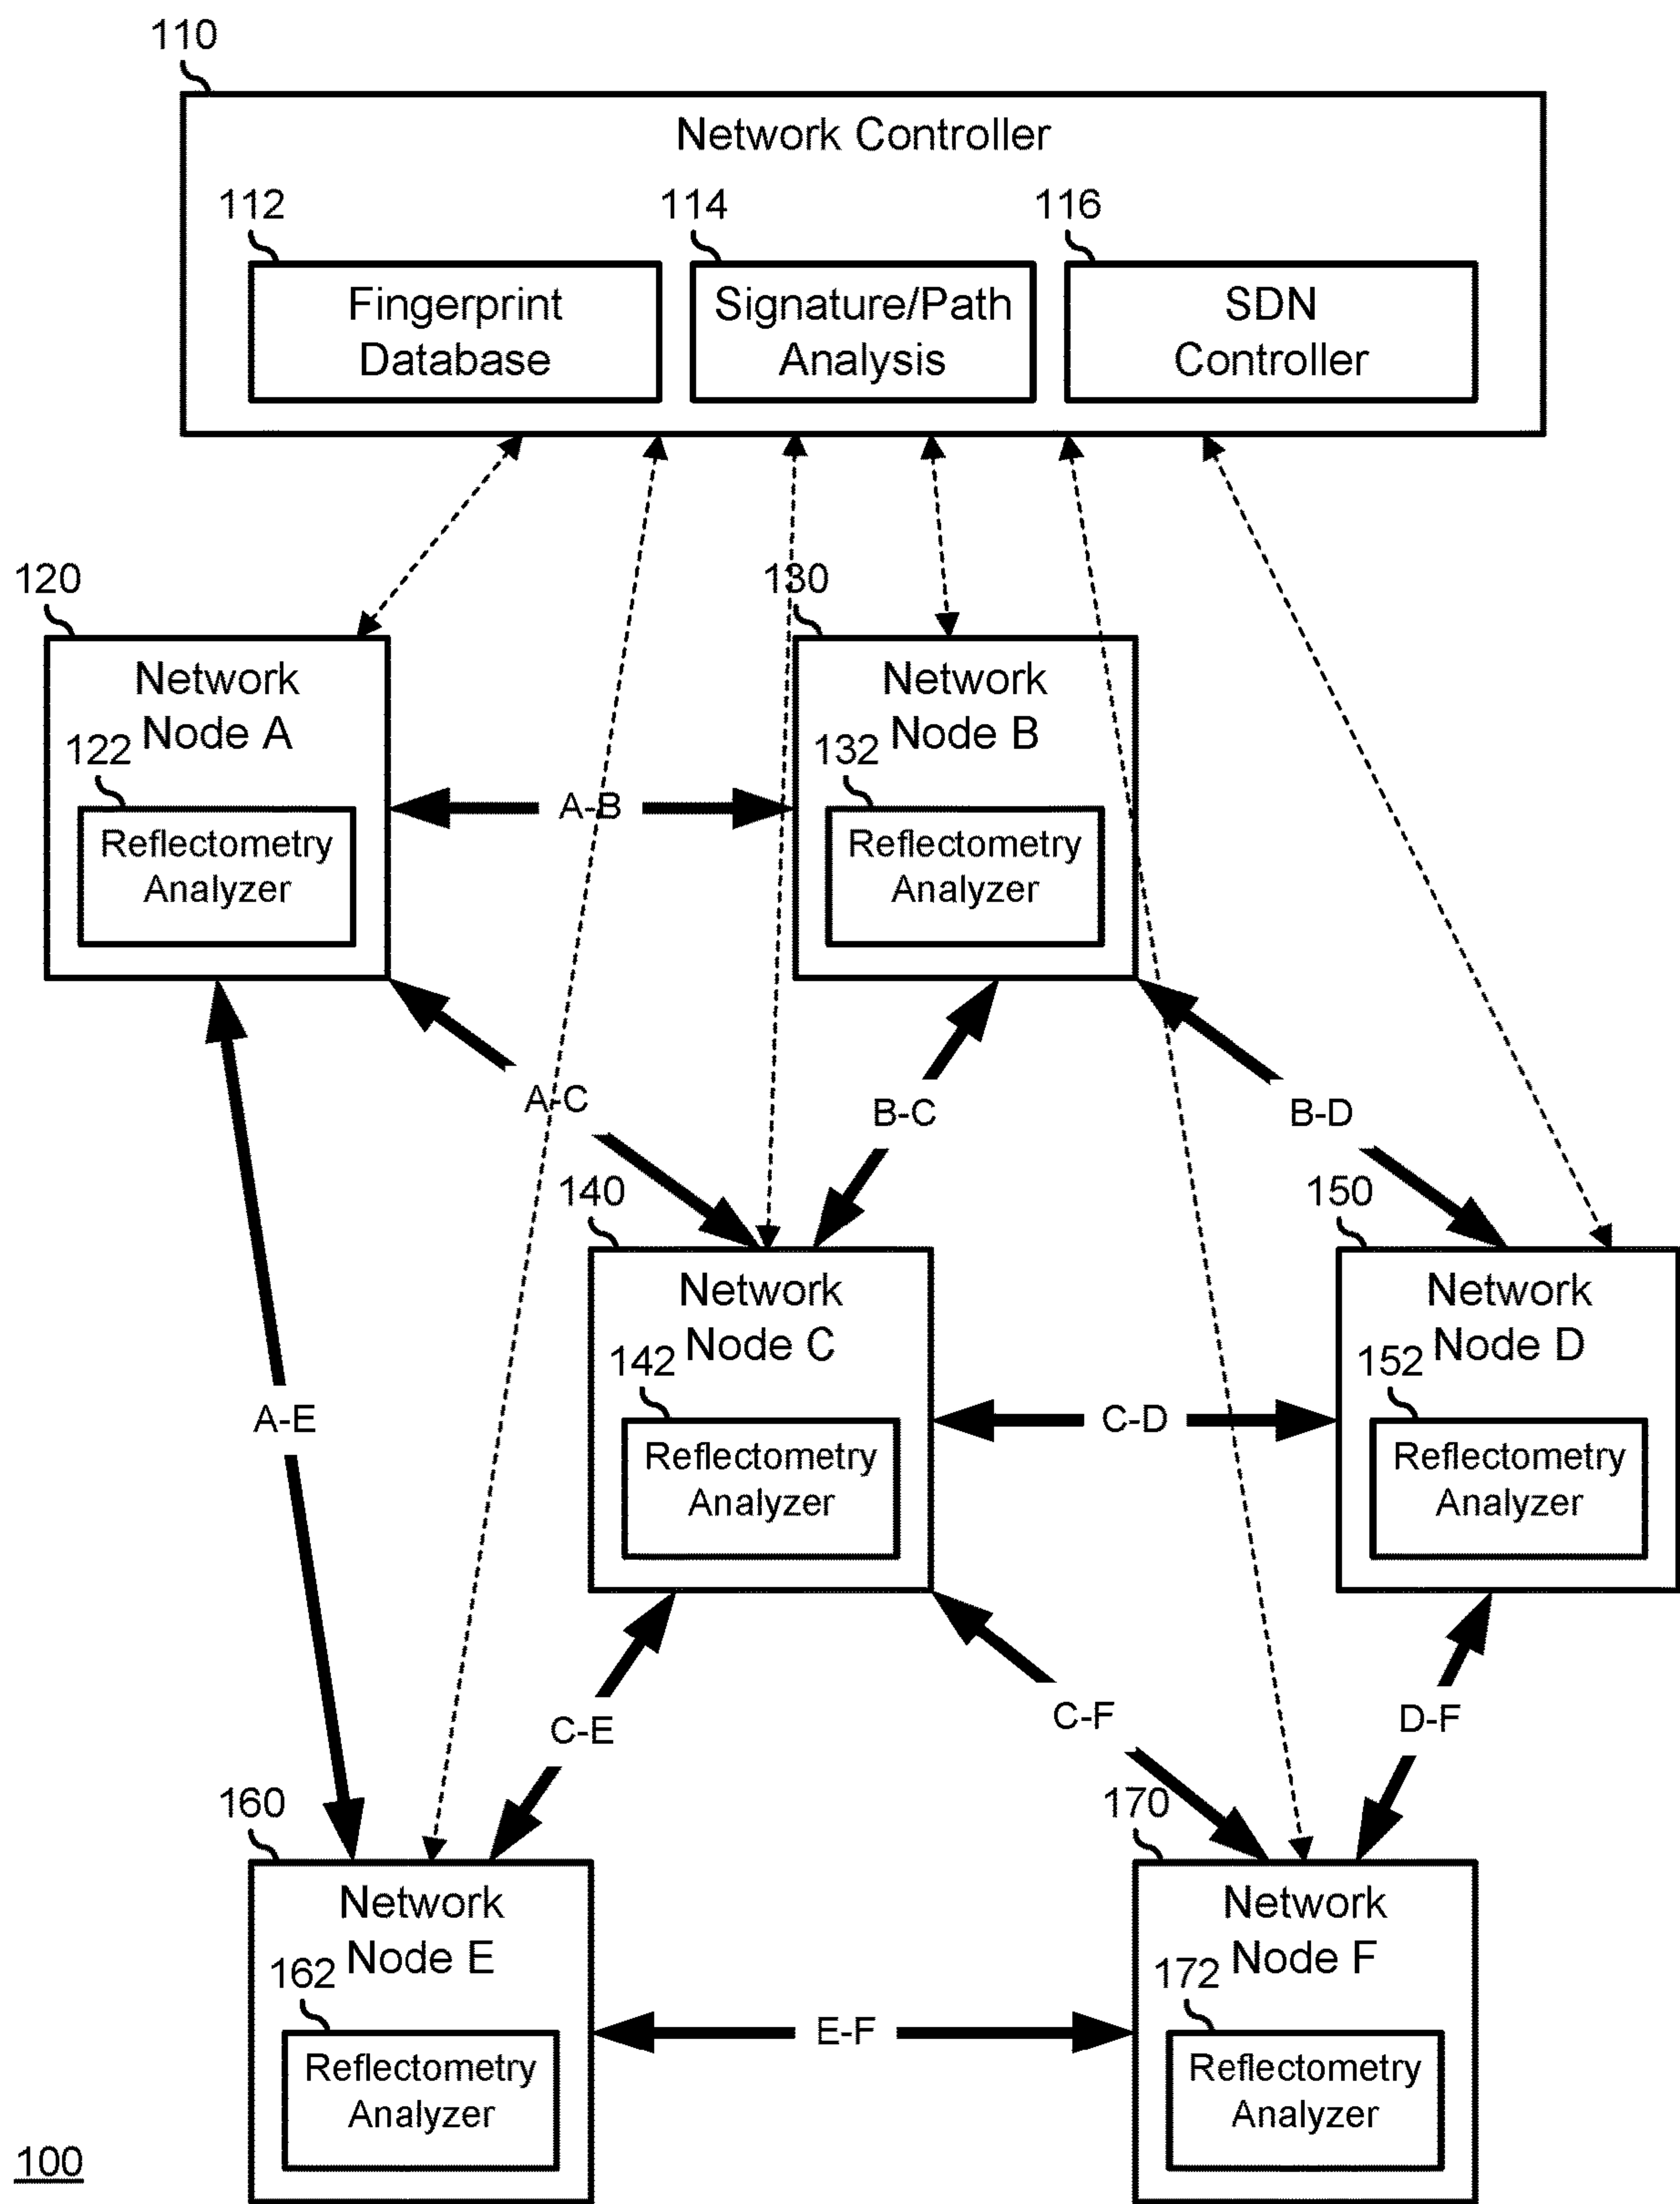 110
Network Controller
112
114
116
Fingerprint
Database
Signature/Path
Analysis
SDN
Controller
120
130
Network
Node A
122
Reflectometry
Analyzer
A-B
Network
Node B
132
Reflectometry
Analyzer
A-C
B-C
B-D
140
150
Network
Node C
142
Reflectometry
Analyzer
C-D
Network
Node D
152
Reflectometry
Analyzer
A-E
C-E
C-F
D-F
160
170
Network
Node E
162
Reflectometry
Analyzer
E-F
Network
Node F
172
Reflectometry
Analyzer
100